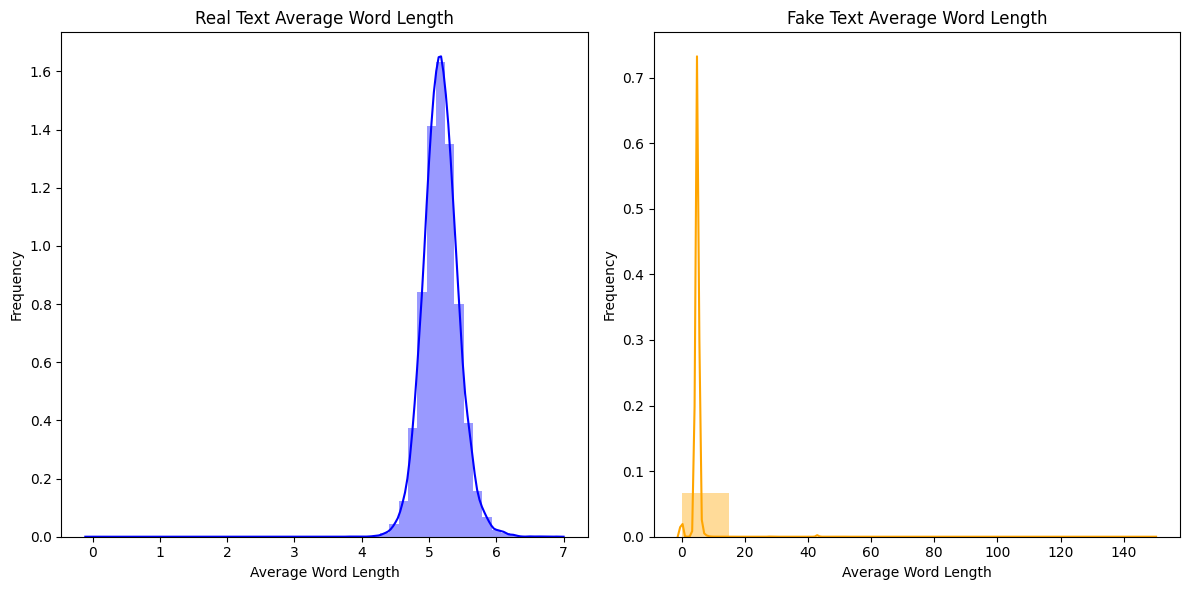 Real Text Average Word Length
Frequency
1.6
1.4
1.2
1.0
0.8
0.6
0.4
0.2
0.0
0 1 2 3 4 5 6 7
Average Word Length
Fake Text Average Word Length
Frequency
0.7
0.6
0.5
0.4
0.3
0.2
0.1
0.0
0 20 40 60 80 100 120 140
Average Word Length